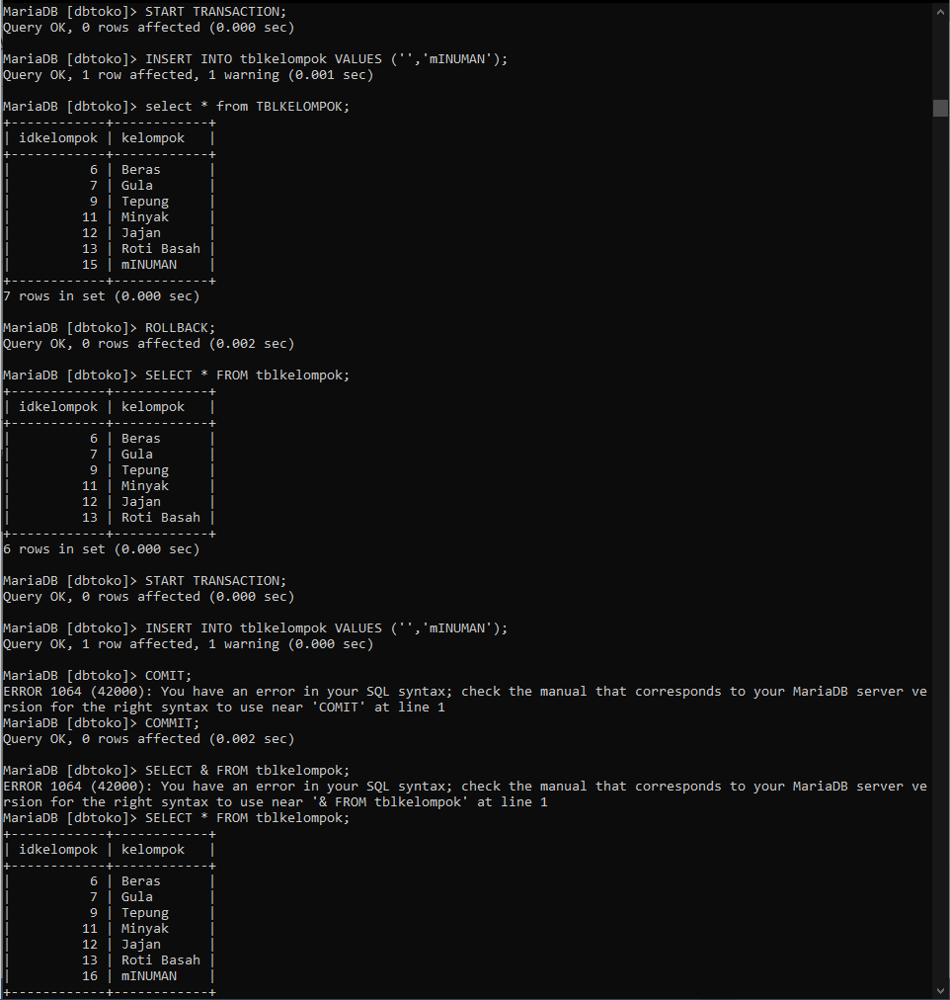 MariaDB [dbtoko]> START TRANSACTION;
Query OK, 0 rows affected (0.000 sec)

MariaDB [dbtoko]> INSERT INTO tblkelompok VALUES ('','mINUMAN');
Query OK, 1 row affected, 1 warning (0.001 sec)

MariaDB [dbtoko]> select * from TBLKELOMPOK;
+------------+------------+
| idkelompok | kelompok   |
+------------+------------+
|          6 | Beras      |
|          7 | Gula       |
|          9 | Tepung     |
|         11 | Minyak     |
|         12 | Jajan      |
|         13 | Roti Basah |
|         15 | mINUMAN    |
+------------+------------+
7 rows in set (0.000 sec)

MariaDB [dbtoko]> ROLLBACK;
Query OK, 0 rows affected (0.002 sec)

MariaDB [dbtoko]> SELECT * FROM tblkelompok;
+------------+------------+
| idkelompok | kelompok   |
+------------+------------+
|          6 | Beras      |
|          7 | Gula       |
|          9 | Tepung     |
|         11 | Minyak     |
|         12 | Jajan      |
|         13 | Roti Basah |
+------------+------------+
6 rows in set (0.000 sec)

MariaDB [dbtoko]> START TRANSACTION;
Query OK, 0 rows affected (0.000 sec)

MariaDB [dbtoko]> INSERT INTO tblkelompok VALUES ('','mINUMAN');
Query OK, 1 row affected, 1 warning (0.000 sec)

MariaDB [dbtoko]> COMIT;
ERROR 1064 (42000): You have an error in your SQL syntax; check the manual that corresponds to your MariaDB server ve
rsion for the right syntax to use near 'COMIT' at line 1
MariaDB [dbtoko]> COMMIT;
Query OK, 0 rows affected (0.002 sec)

MariaDB [dbtoko]> SELECT & FROM tblkelompok;
ERROR 1064 (42000): You have an error in your SQL syntax; check the manual that corresponds to your MariaDB server ve
rsion for the right syntax to use near '& FROM tblkelompok' at line 1
MariaDB [dbtoko]> SELECT * FROM tblkelompok;
+------------+------------+
| idkelompok | kelompok   |
+------------+------------+
|          6 | Beras      |
|          7 | Gula       |
|          9 | Tepung     |
|         11 | Minyak     |
|         12 | Jajan      |
|         13 | Roti Basah |
|         16 | mINUMAN    |
+------------+------------+